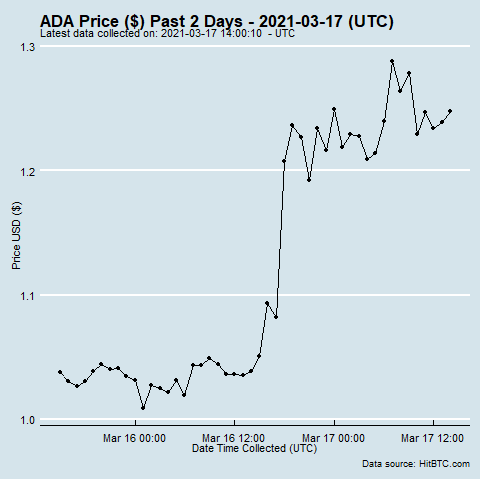 ADA Price ($) Past 2 Days - 2021-03-17 (UTC)
Latest data collected on: 2021-03-17 14:00:10  - UTC
1.3
1.2
1.1
1.0
Price USD ($)
Mar 16 00:00 Mar 16 12:00 Mar 17 00:00 Mar 17 12:00
Date Time Collected (UTC)
Data source: HitBTC.com